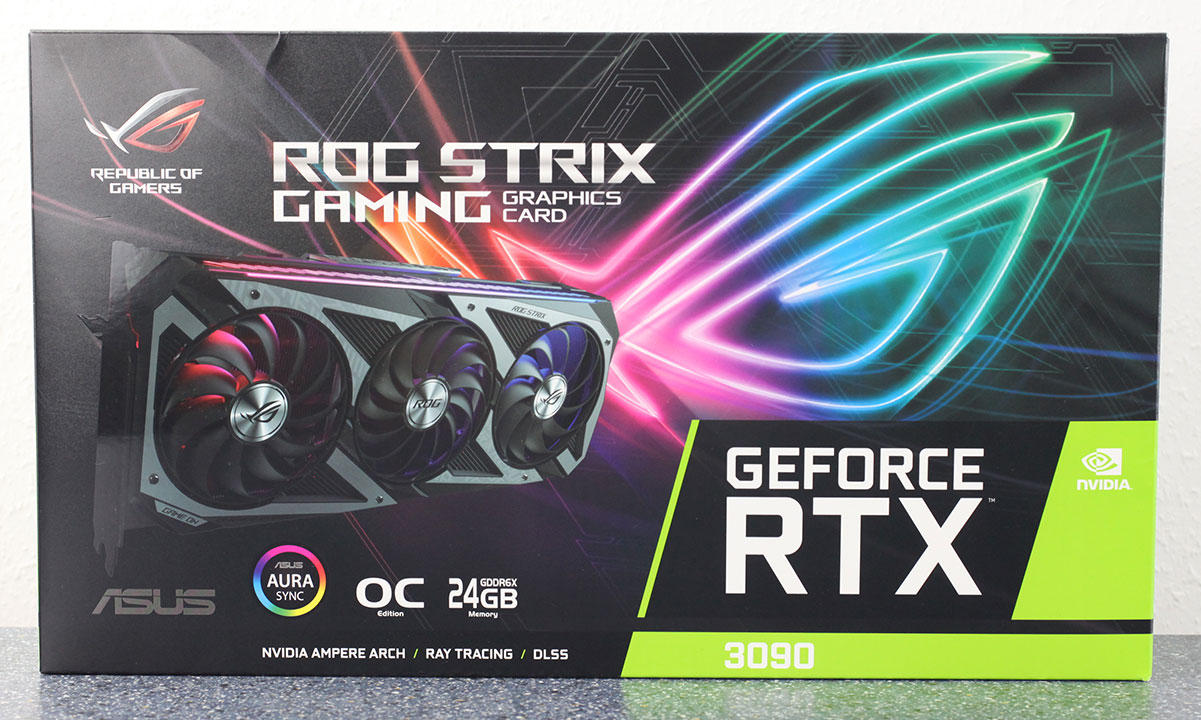 REPUBLIC OF
GAMERS
ROG STRIX
GAMING GRAPHICS
CARD
ROG STRIX
ROG
GAME ON
GEFORCE
RTX™
NVIDIA.
ASUS
ASUS
AURA
SYNC
OC
Edition
24GB GDDR6X
Memory
NVIDIA AMPERE ARCH / RAY TRACING / DLSS
3090